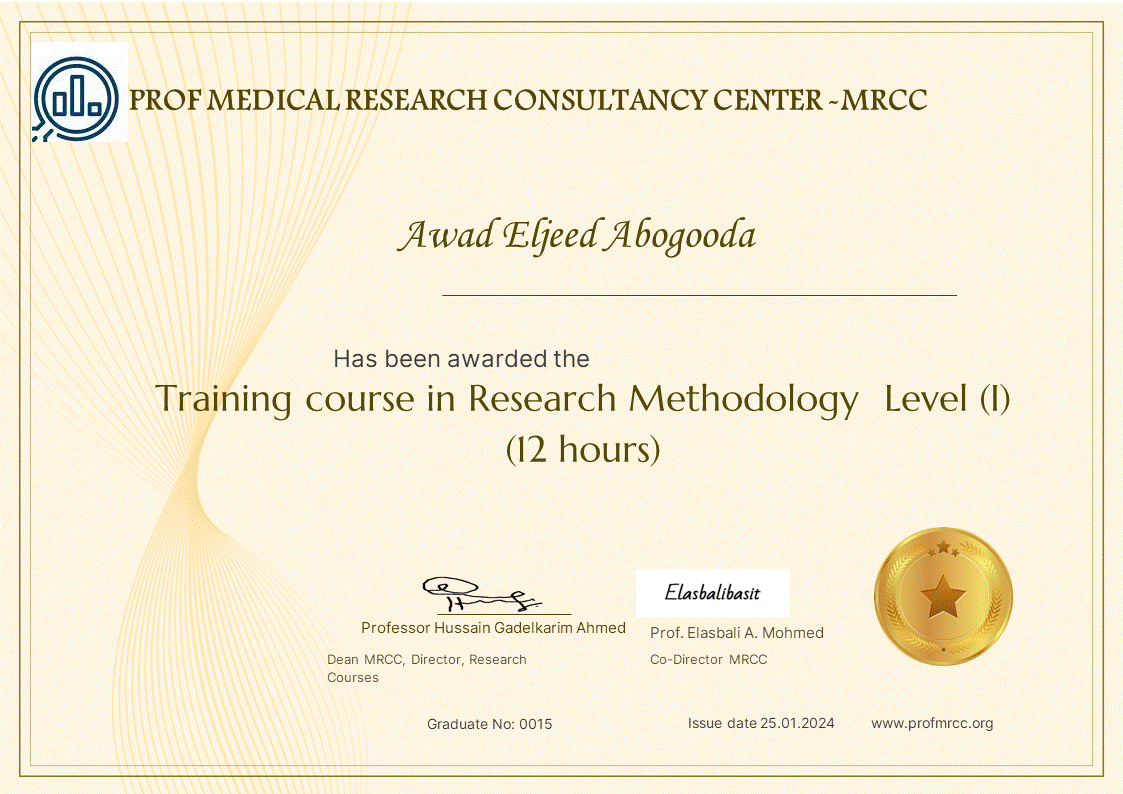 PROF MEDICAL RESEARCH CONSULTANCY CENTER -MRCC
Awad Eljeed Abogooda
Has been awarded the
Training course in Research Methodology Level (I)
(12 hours)
Elasbalibasit
Professor Hussain Gadelkarim Ahmed
Prof. Elasbali A. Mohmed
Dean MRCC, Director, Research
Courses
Co-Director MRCC
Graduate No: 0015
Issue date 25.01.2024
www.profmrcc.org